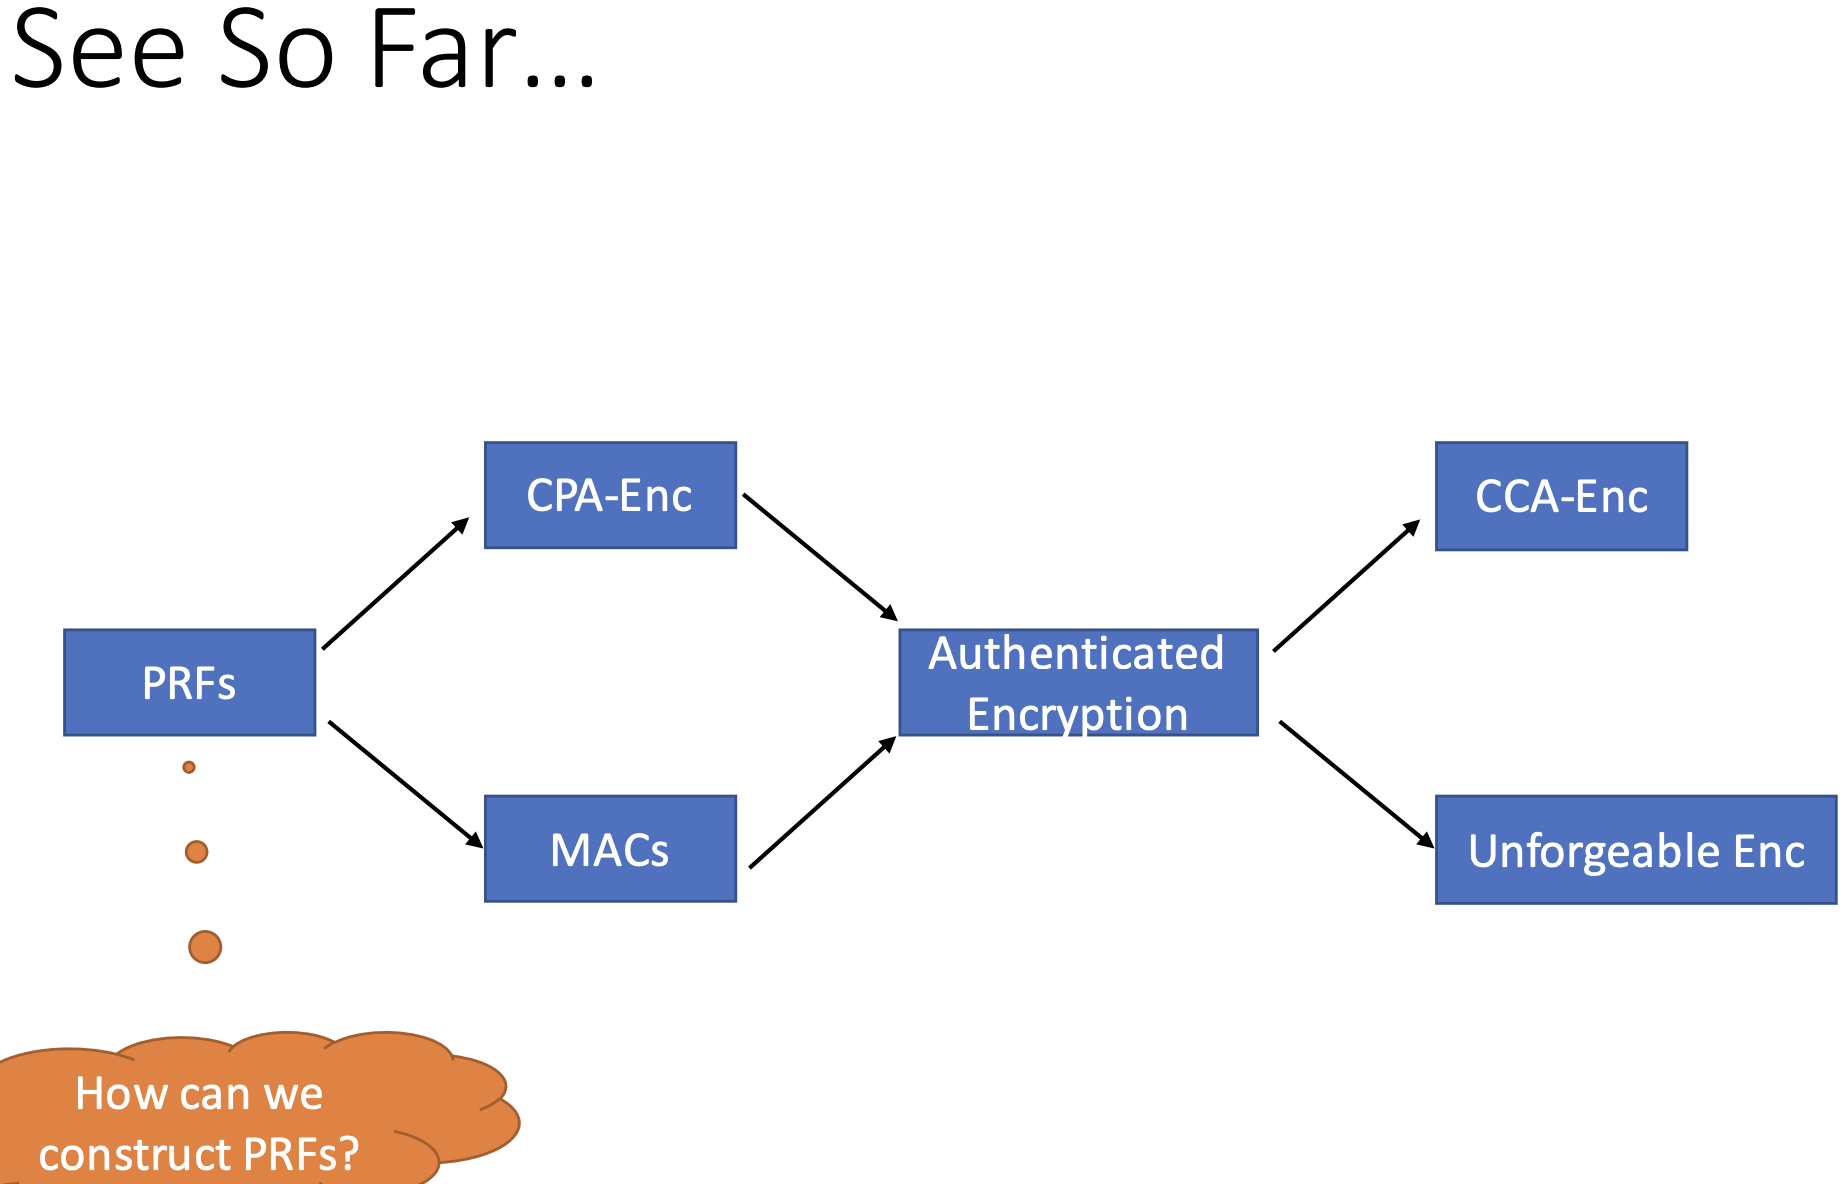 See So Far...
CPA-Enc
CCA-Enc
PRFs
Authenticated
Encryption
MACs
Unforgeable Enc
How can we
construct PRFs?